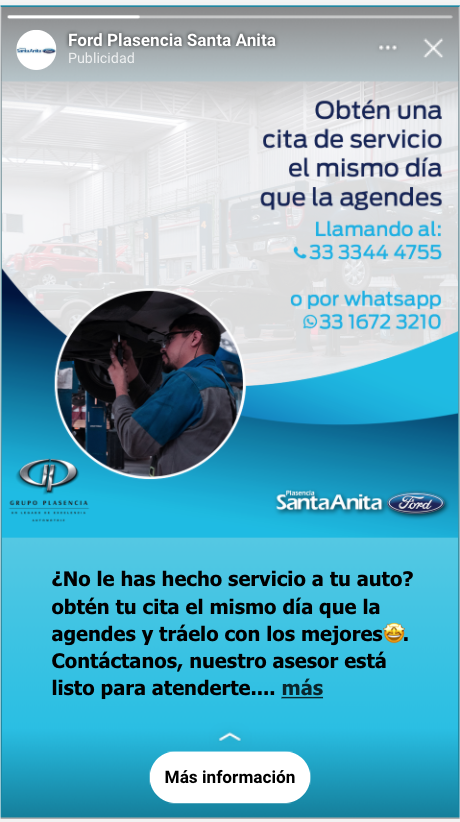 Ford Plasencia Santa Anita
Publicidad
Obtén una
cita de servicio
el mismo día
que la agendes
Llamando al:
33 3344 4755
o por whatsapp
33 1672 3210
GRUPO PLASENCIA
Plasencia
Santa Anita
Ford
¿No le has hecho servicio a tu auto?
obtén tu cita el mismo día que la
agendes y tráelo con los mejores🤩.
Contáctanos, nuestro asesor está
listo para atenderte.... más
Más información